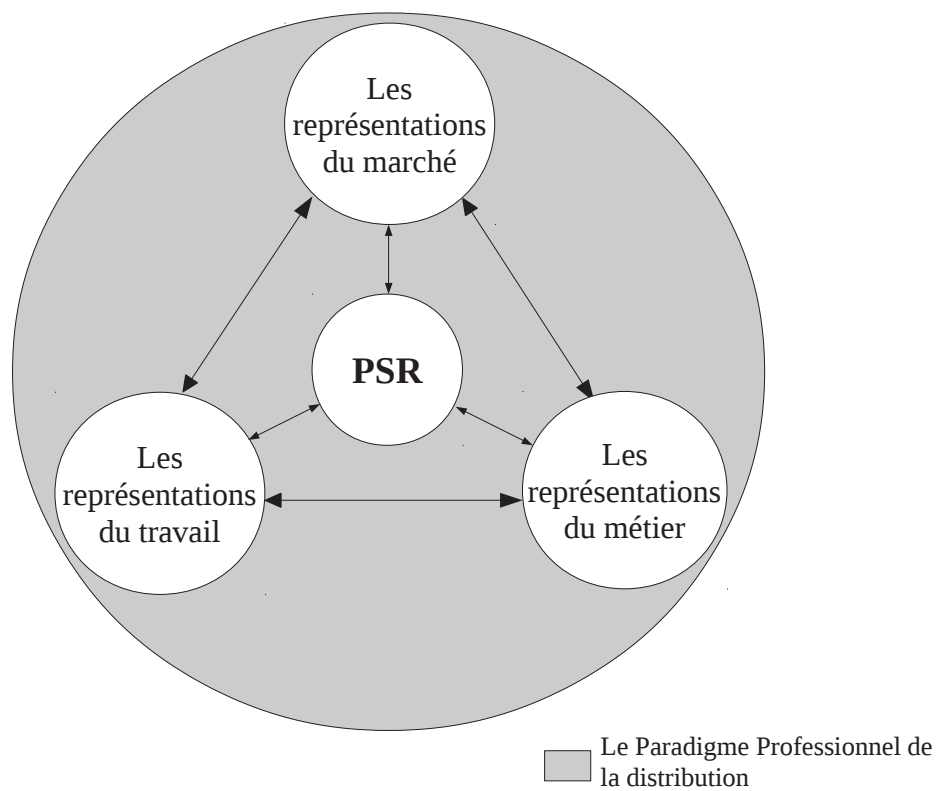 Les
représentations
du marché
PSR
Les
représentations
du travail
Les
représentations
du métier
Le Paradigme Professionnel de
la distribution